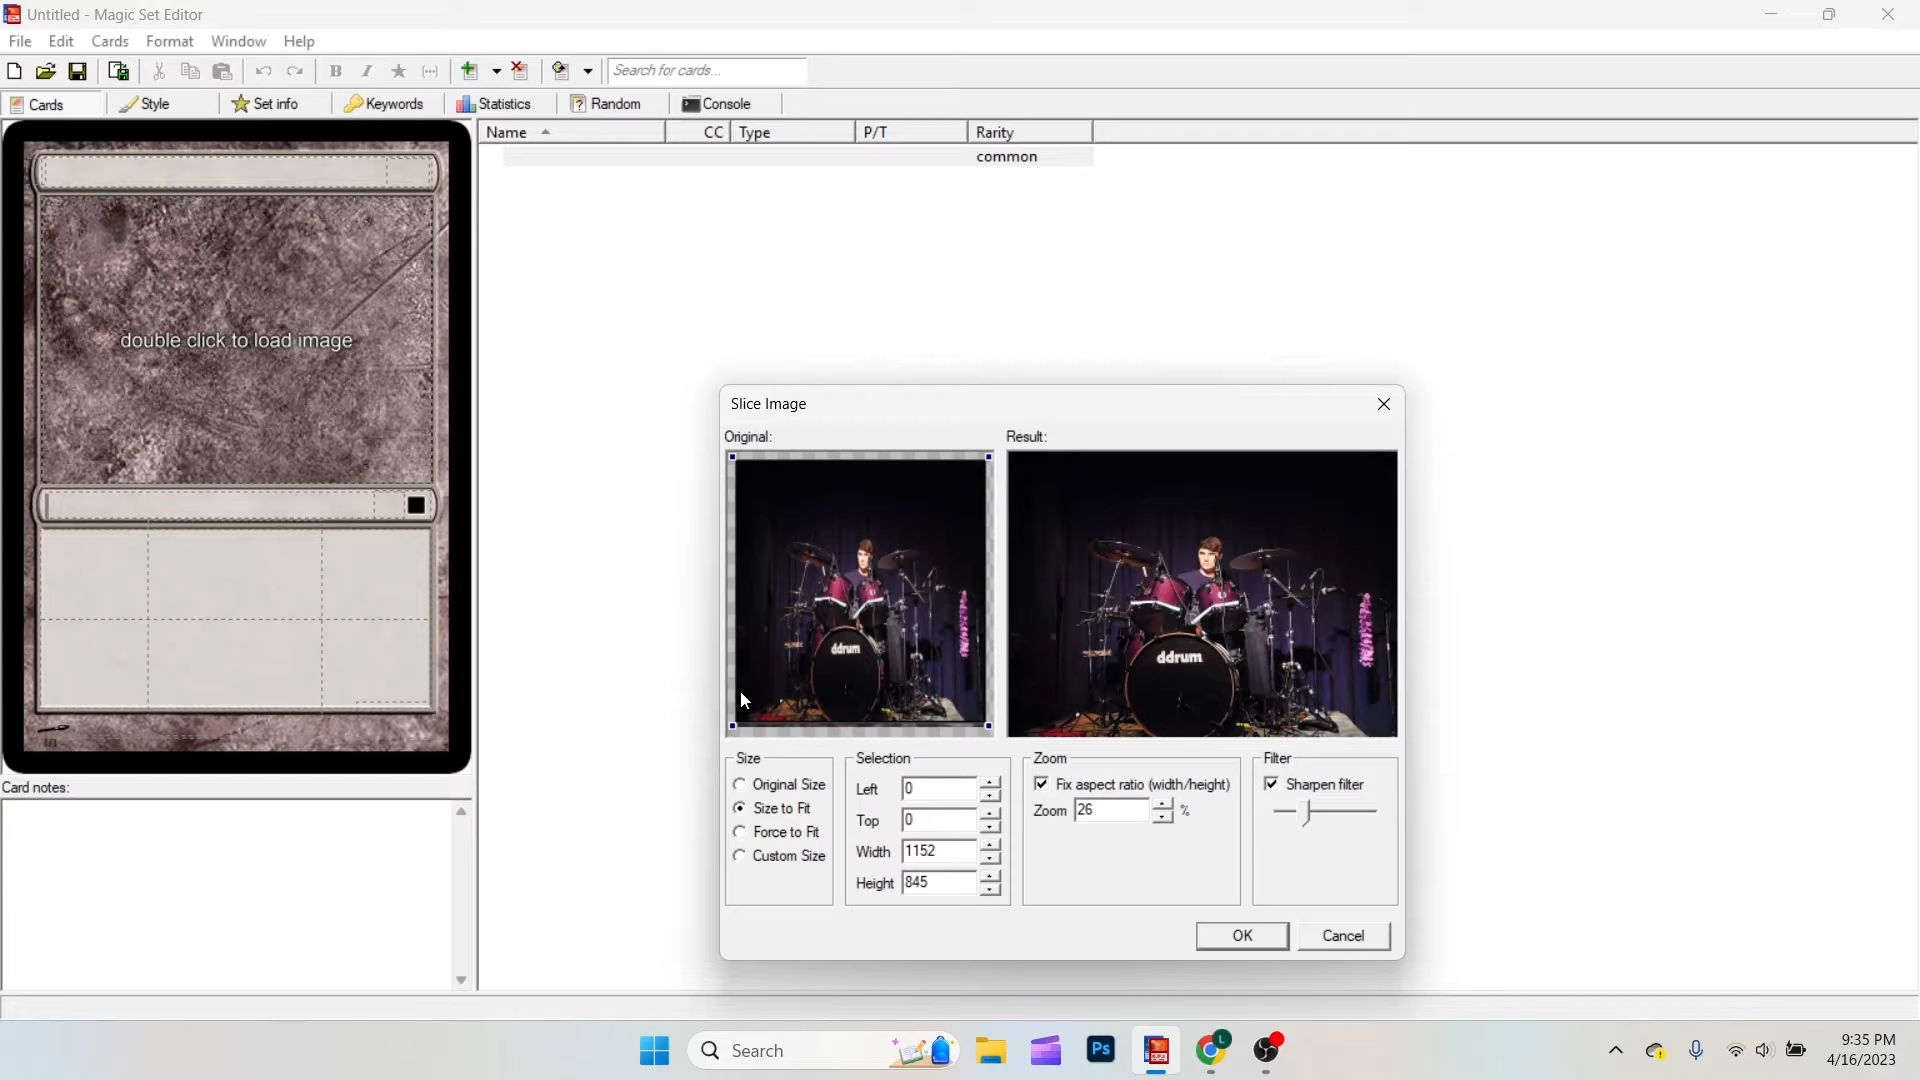 Untitled - Magic Set Editor
File Edit Cards Format Window Help
B I Search for cards...
Cards Style Set info Keywords Statistics Random Console
Name CC Type P/T Rarity
common
double click to load image
Card notes:
Slice Image
Original: Result:
ddrum ddrum
Size Selection Zoom Filter
Original Size Left 0 Fix aspect ratio (width/height) Sharpen filter
Size to Fit Top 0 Zoom 26 %
Force to Fit Width 1152
Custom Size Height 845
OK Cancel
Search Ps L 9:35 PM
4/16/2023